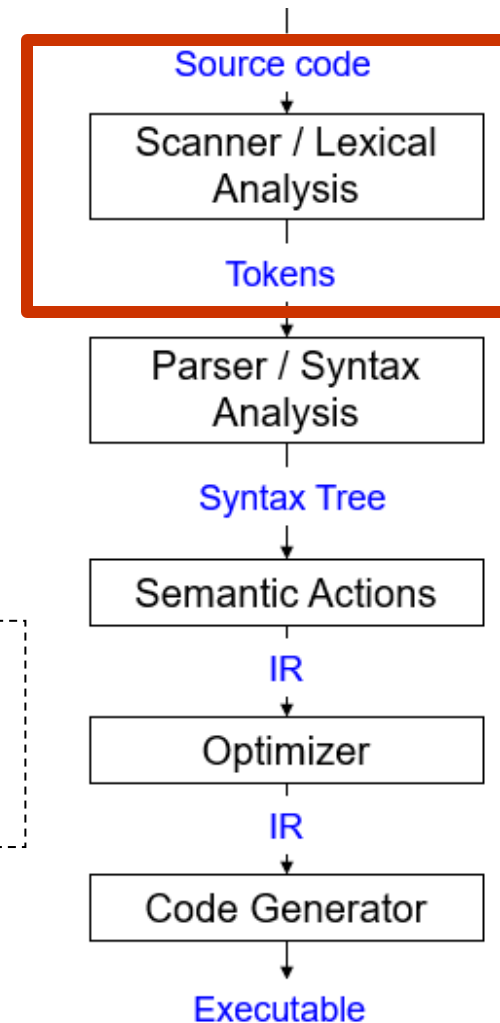 Source code
Scanner / Lexical
Analysis
Tokens
Parser / Syntax
Analysis
Syntax Tree
Semantic Actions
IR
Optimizer
IR
Code Generator
Executable